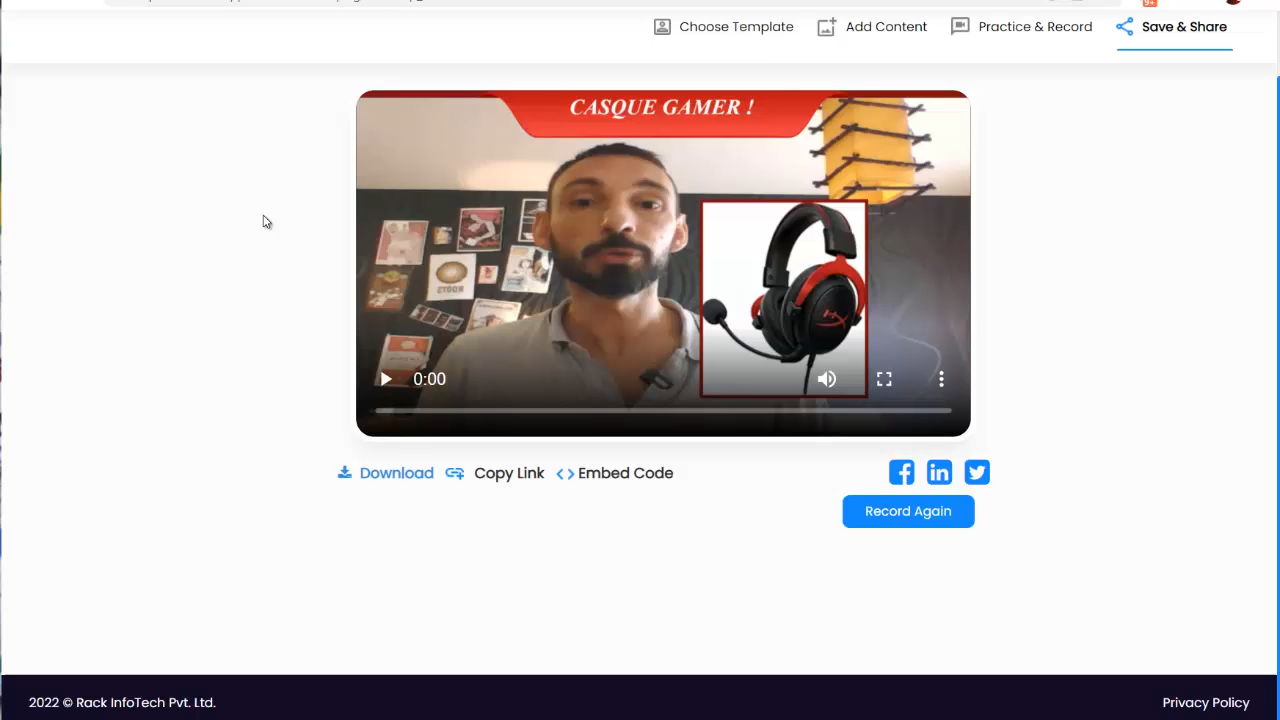 Choose Template
Add Content
Practice & Record
Save & Share
CASQUE GAMER !
0:00
Download
Copy Link
Embed Code
Record Again
2022 © Rack InfoTech Pvt. Ltd.
Privacy Policy